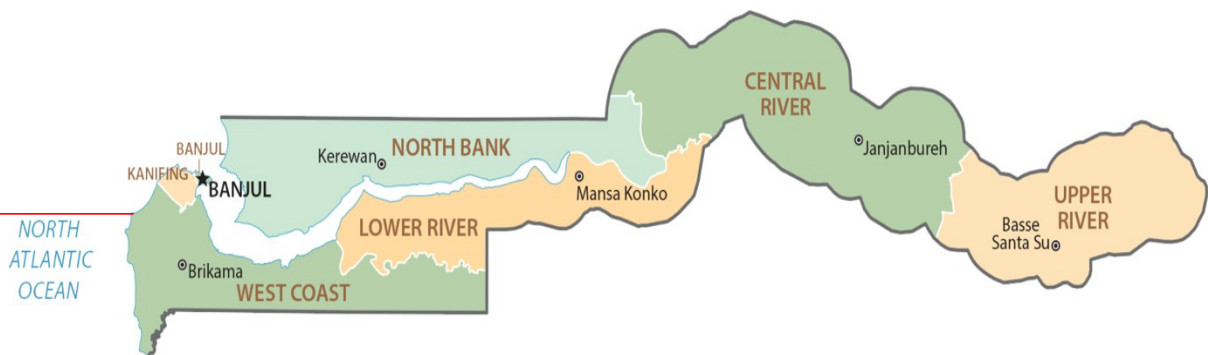 CENTRAL
RIVER
BANJUL
KANIFING
BANJUL
Kerewan
NORTH BANK
Janjanbureh
Mansa Konko
UPPER
RIVER
LOWER RIVER
Basse
Santa Su
NORTH
ATLANTIC
OCEAN
Brikama
WEST COAST